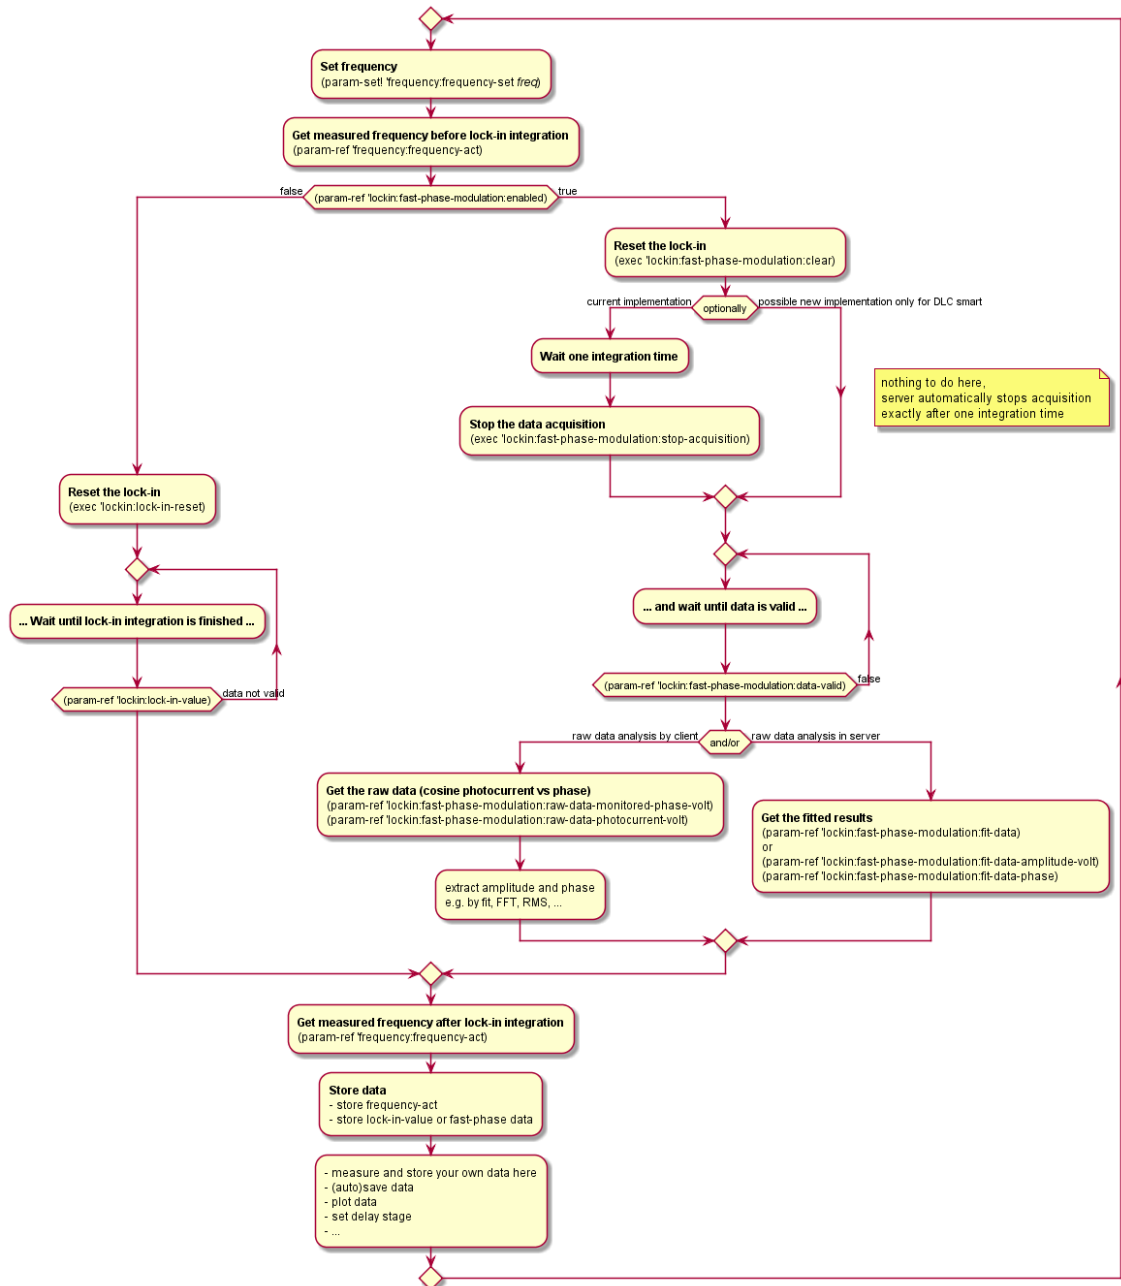 Set frequency
(param-set! 'frequency:frequency-set freq)
Get measured frequency before lock-in integration
(param-ref 'frequency:frequency-act)
false
(param-ref 'lockin:fast-phase-modulation:enabled)
true
Reset the lock-in
(exec 'lockin:fast-phase-modulation:clear)
current implementation
optionally
possible new implementation only for DLC smart
Wait one integration time
nothing to do here,
server automatically stops acquisition
exactly after one integration time
Stop the data acquisition
(exec 'lockin:fast-phase-modulation:stop-acquisition)
Reset the lock-in
(exec 'lockin:lock-in-reset)
... Wait until lock-in integration is finished ...
(param-ref 'lockin:lock-in-value)
data not valid
... and wait until data is valid ...
(param-ref 'lockin:fast-phase-modulation:data-valid)
false
raw data analysis by client
and/or
raw data analysis in server
Get the raw data (cosine photocurrent vs phase)
(param-ref 'lockin:fast-phase-modulation:raw-data-monitored-phase-volt)
(param-ref 'lockin:fast-phase-modulation:raw-data-photocurrent-volt)
extract amplitude and phase
e.g. by fit, FFT, RMS, ...
Get the fitted results
(param-ref 'lockin:fast-phase-modulation:fit-data)
or
(param-ref 'lockin:fast-phase-modulation:fit-data-amplitude-volt)
(param-ref 'lockin:fast-phase-modulation:fit-data-phase)
Get measured frequency after lock-in integration
(param-ref 'frequency:frequency-act)
Store data
- store frequency-act
- store lock-in-value or fast-phase data
- measure and store your own data here
- (auto)save data
- plot data
- set delay stage
- ...